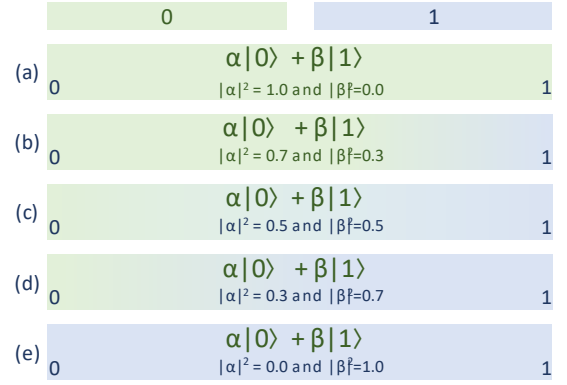 0 1
α|0⟩ + β|1⟩
(a) 0 |α|² = 1.0 and |β|²=0.0 1
α|0⟩ + β|1⟩
(b) 0 |α|² = 0.7 and |β|²=0.3 1
α|0⟩ + β|1⟩
(c) 0 |α|² = 0.5 and |β|²=0.5 1
α|0⟩ + β|1⟩
(d) 0 |α|² = 0.3 and |β|²=0.7 1
α|0⟩ + β|1⟩
(e) 0 |α|² = 0.0 and |β|²=1.0 1